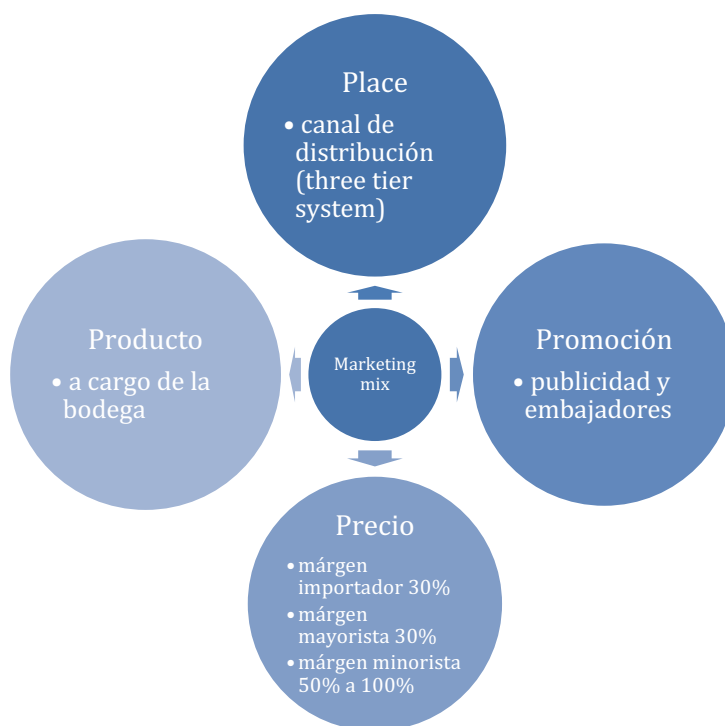 Place
• canal de
distribución
(three tier
system)
Producto
• a cargo de la
bodega
Marketing
mix
Promoción
• publicidad y
embajadores
Precio
• márgen
importador 30%
• márgen
mayorista 30%
• márgen minorista
50% a 100%